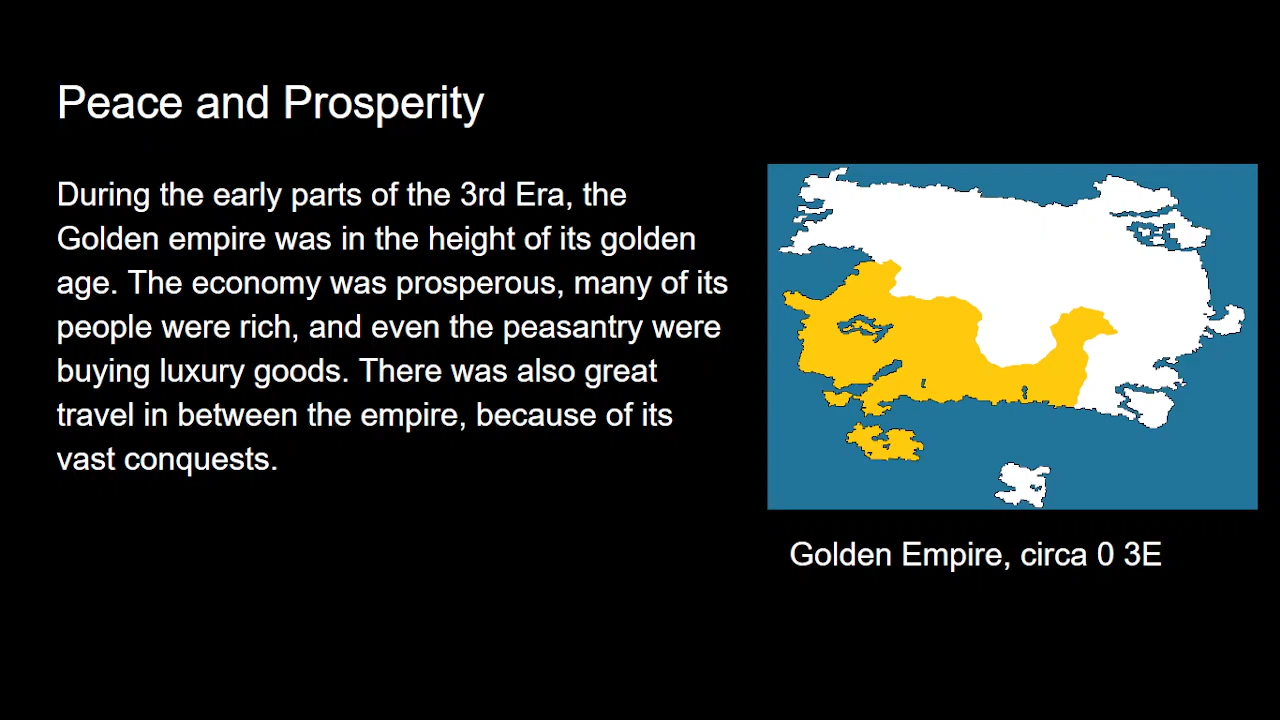 Peace and Prosperity
During the early parts of the 3rd Era, the
Golden empire was in the height of its golden
age. The economy was prosperous, many of its
people were rich, and even the peasantry were
buying luxury goods. There was also great
travel in between the empire, because of its
vast conquests.
Golden Empire, circa 0 3E